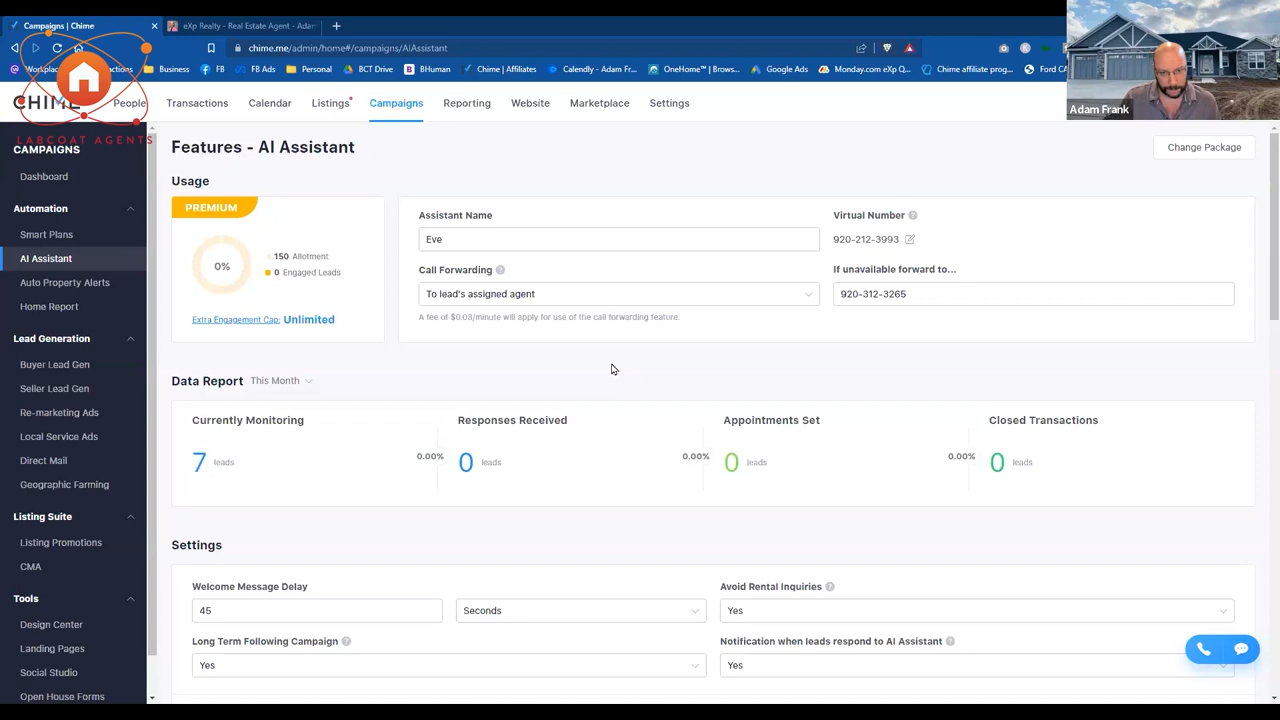 Campaigns | Chime
eXp Realty - Real Estate Agent - Adam
chime.me/admin/home#/campaigns/AIAssistant
Business
FB
FB Ads
Personal
BCT Drive
BHuman
Chime | Affiliates
Calendly - Adam Fr...
OneHome™ | Brows...
Google Ads
Monday.com eXp Q...
Chime affiliate prog...
Ford CA
CHIME
People
Transactions
Calendar
Listings
Campaigns
Reporting
Website
Marketplace
Settings
Adam Frank
LABCOAT AGENTS
CAMPAIGNS
Dashboard
Automation
Smart Plans
AI Assistant
Auto Property Alerts
Home Report
Lead Generation
Buyer Lead Gen
Seller Lead Gen
Re-marketing Ads
Local Service Ads
Direct Mail
Geographic Farming
Listing Suite
Listing Promotions
CMA
Tools
Design Center
Landing Pages
Social Studio
Open House Forms
Features - AI Assistant
Change Package
Usage
PREMIUM
0%
150 Allotment
0 Engaged Leads
Extra Engagement Cap: Unlimited
Assistant Name
Eve
Virtual Number
920-212-3993
Call Forwarding
To lead's assigned agent
If unavailable forward to...
920-312-3265
A fee of $0.03/minute will apply for use of the call forwarding feature.
Data Report This Month
Currently Monitoring
7 leads
0.00%
Responses Received
0 leads
0.00%
Appointments Set
0 leads
0.00%
Closed Transactions
0 leads
Settings
Welcome Message Delay
45
Seconds
Avoid Rental Inquiries
Yes
Long Term Following Campaign
Yes
Notification when leads respond to AI Assistant
Yes